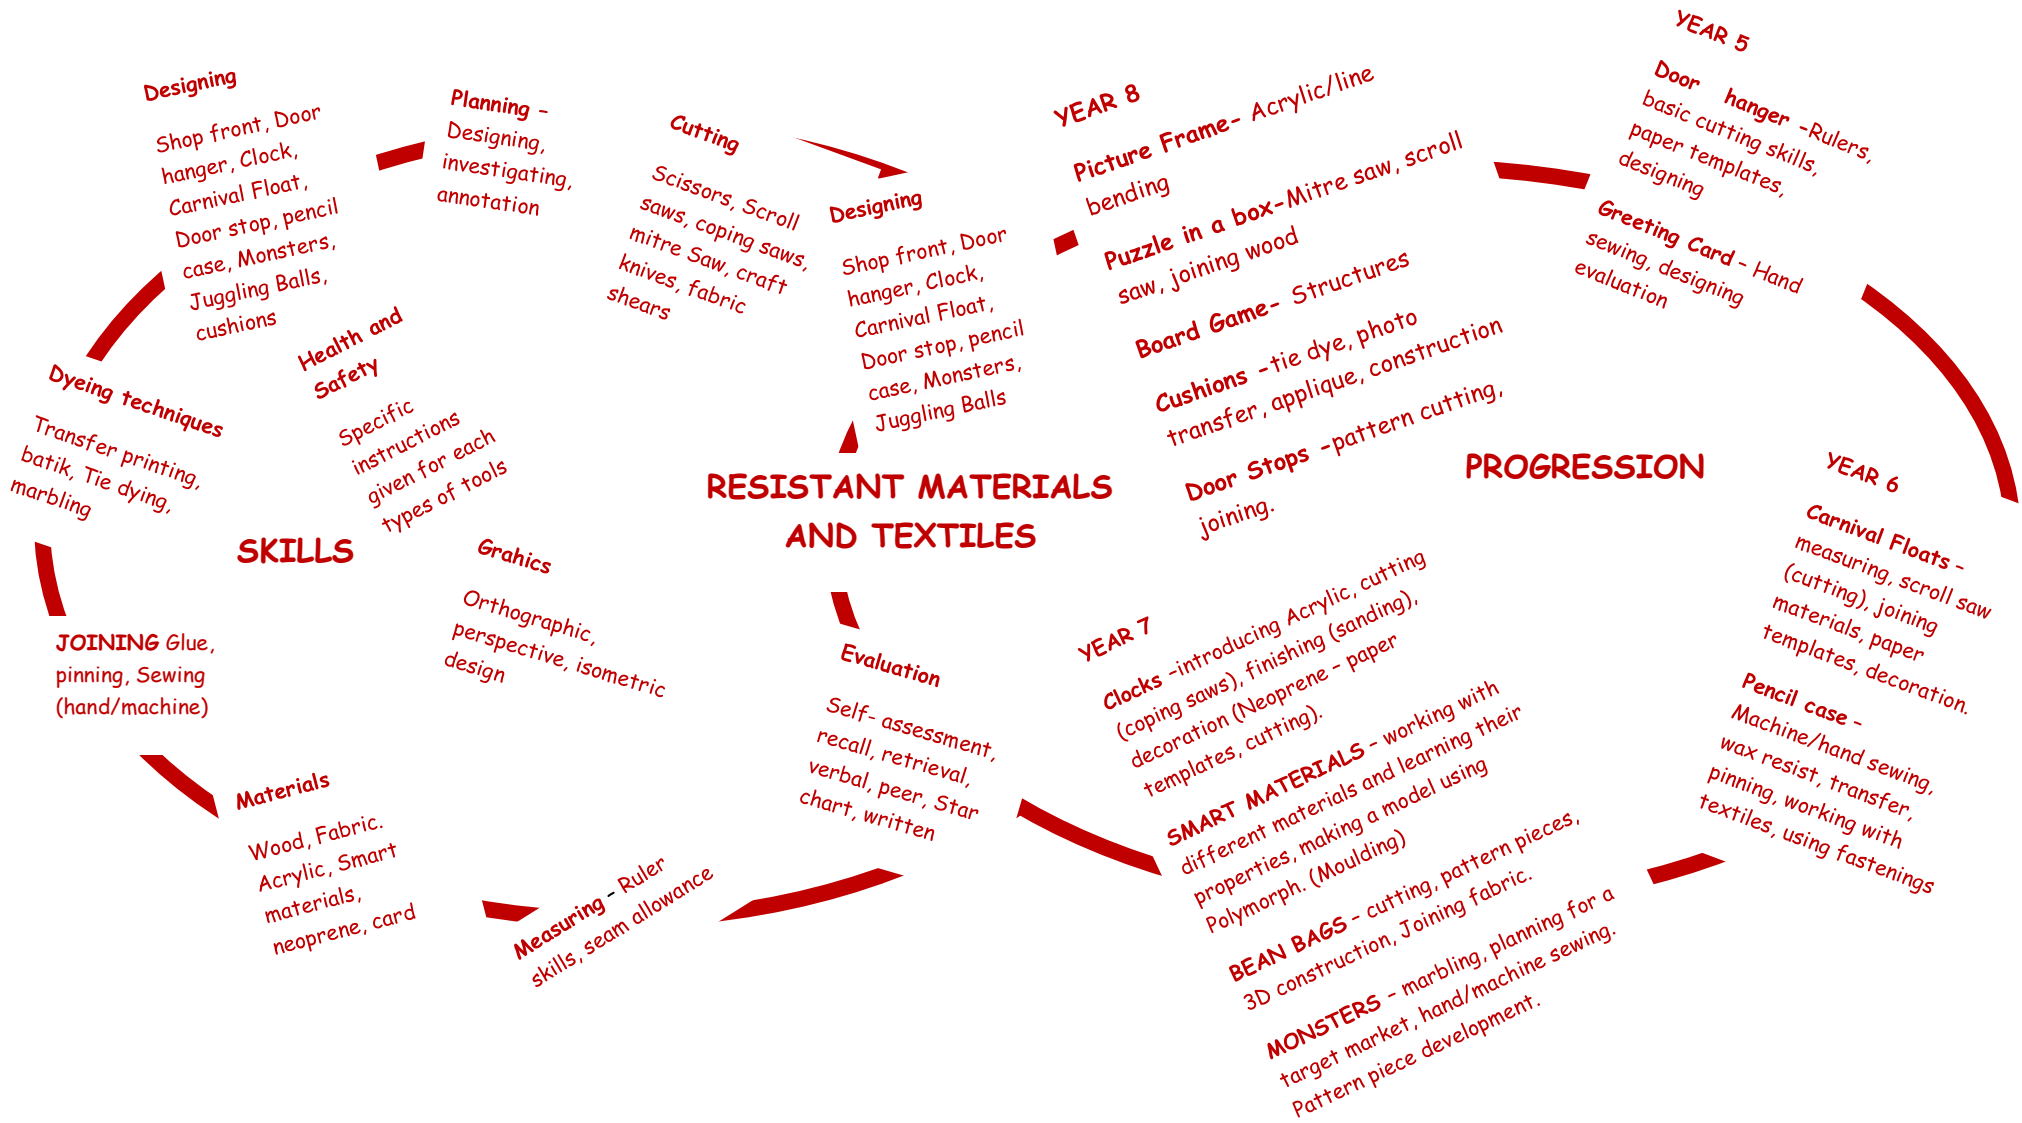 Designing
Shop front, Door
hanger, Clock,
Carnival Float,
Door stop, pencil
case, Monsters,
Juggling Balls,
cushions
Planning –
Designing,
investigating,
annotation
Cutting
Scissors, Scroll
saws, coping saws,
mitre Saw, craft
knives, fabric
shears
Designing
Shop front, Door
hanger, Clock,
Carnival Float,
Door stop, pencil
case, Monsters,
Juggling Balls
Health and
Safety
Specific
instructions
given for each
types of tools
Dyeing techniques
Transfer printing,
batik, Tie dying,
marbling
SKILLS
Grahics
Orthographic,
perspective, isometric
design
JOINING Glue,
pinning, Sewing
(hand/machine)
Materials
Wood, Fabric.
Acrylic, Smart
materials,
neoprene, card
Measuring – Ruler
skills, seam allowance
RESISTANT MATERIALS
AND TEXTILES
Evaluation
Self- assessment,
recall, retrieval,
verbal, peer, Star
chart, written
YEAR 8
Picture Frame- Acrylic/line
bending
Puzzle in a box-Mitre saw, scroll
saw, joining wood
Board Game- Structures
Cushions –tie dye, photo
transfer, applique, construction
Door Stops –pattern cutting,
joining.
PROGRESSION
YEAR 5
Door hanger –Rulers,
basic cutting skills,
paper templates,
designing
Greeting Card – Hand
sewing, designing
evaluation
YEAR 6
Carnival Floats –
measuring, scroll saw
(cutting), joining
materials, paper
templates, decoration.
Pencil case –
Machine/hand sewing,
wax resist, transfer,
pinning, working with
textiles, using fastenings
YEAR 7
Clocks –introducing Acrylic, cutting
(coping saws), finishing (sanding),
decoration (Neoprene – paper
templates, cutting).
SMART MATERIALS – working with
different materials and learning their
properties, making a model using
Polymorph. (Moulding)
BEAN BAGS – cutting, pattern pieces,
3D construction, Joining fabric.
MONSTERS – marbling, planning for a
target market, hand/machine sewing.
Pattern piece development.